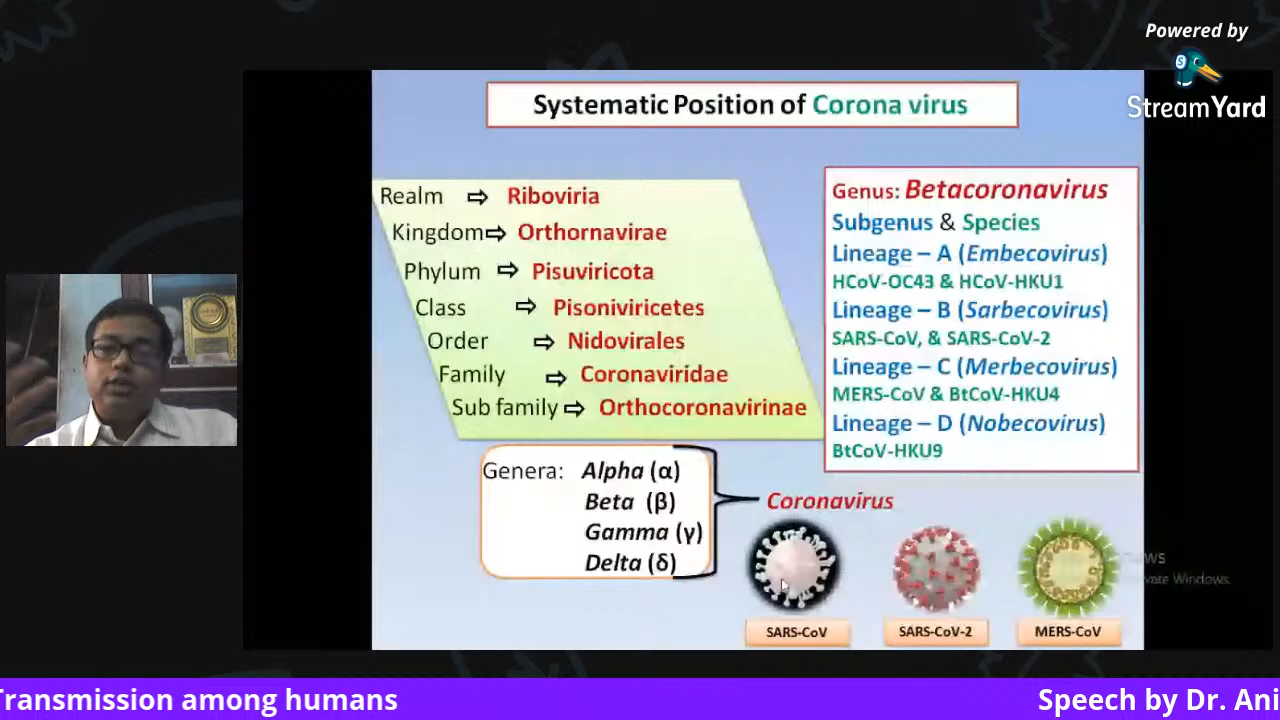 Powered by
StreamYard
Systematic Position of Corona virus
Realm ⇨ Riboviria
Kingdom ⇨ Orthornavirae
Phylum ⇨ Pisuviricota
Class ⇨ Pisoniviricetes
Order ⇨ Nidovirales
Family ⇨ Coronaviridae
Sub family ⇨ Orthocoronavirinae
Genera: Alpha (α)
Beta (β)
Gamma (γ)
Delta (δ)
Coronavirus
Genus: Betacoronavirus
Subgenus & Species
Lineage – A (Embecovirus)
HCoV-OC43 & HCoV-HKU1
Lineage – B (Sarbecovirus)
SARS-CoV, & SARS-CoV-2
Lineage – C (Merbecovirus)
MERS-CoV & BtCoV-HKU4
Lineage – D (Nobecovirus)
BtCoV-HKU9
SARS-CoV
SARS-CoV-2
MERS-CoV
Windows.
Transmission among humans
Speech by Dr. Ani